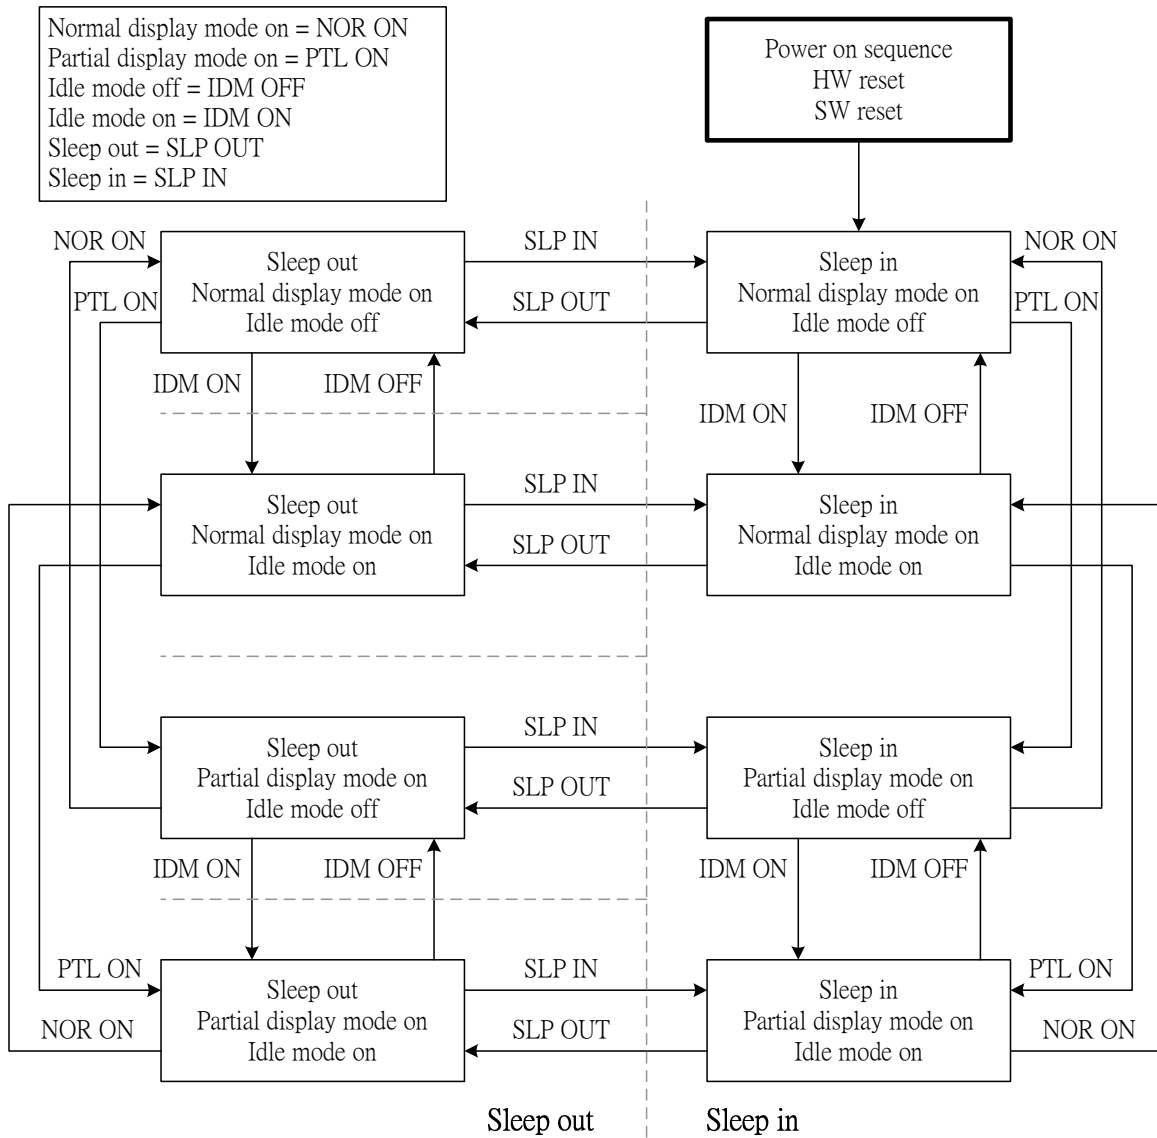 Normal display mode on = NOR ON
Partial display mode on = PTL ON
Idle mode off = IDM OFF
Idle mode on = IDM ON
Sleep out = SLP OUT
Sleep in = SLP IN
Power on sequence
HW reset
SW reset
NOR ON
PTL ON
Sleep out
Normal display mode on
Idle mode off
SLP IN
SLP OUT
Sleep in
Normal display mode on
Idle mode off
NOR ON
PTL ON
IDM ON
IDM OFF
IDM ON
IDM OFF
Sleep out
Normal display mode on
Idle mode on
SLP IN
SLP OUT
Sleep in
Normal display mode on
Idle mode on
Sleep out
Partial display mode on
Idle mode off
SLP IN
SLP OUT
Sleep in
Partial display mode on
Idle mode off
IDM ON
IDM OFF
IDM ON
IDM OFF
PTL ON
NOR ON
Sleep out
Partial display mode on
Idle mode on
SLP IN
SLP OUT
Sleep in
Partial display mode on
Idle mode on
PTL ON
NOR ON
Sleep out
Sleep in